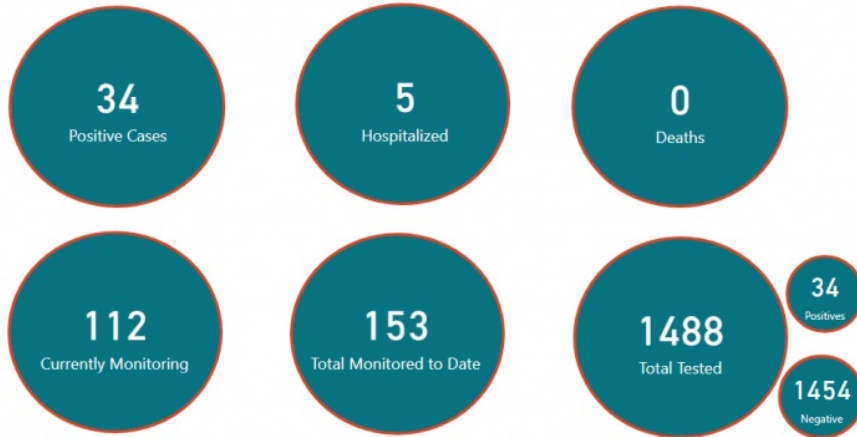 34
Positive Cases
5
Hospitalized
0
Deaths
112
Currently Monitoring
153
Total Monitored to Date
1488
Total Tested
34
Positives
1454
Negative